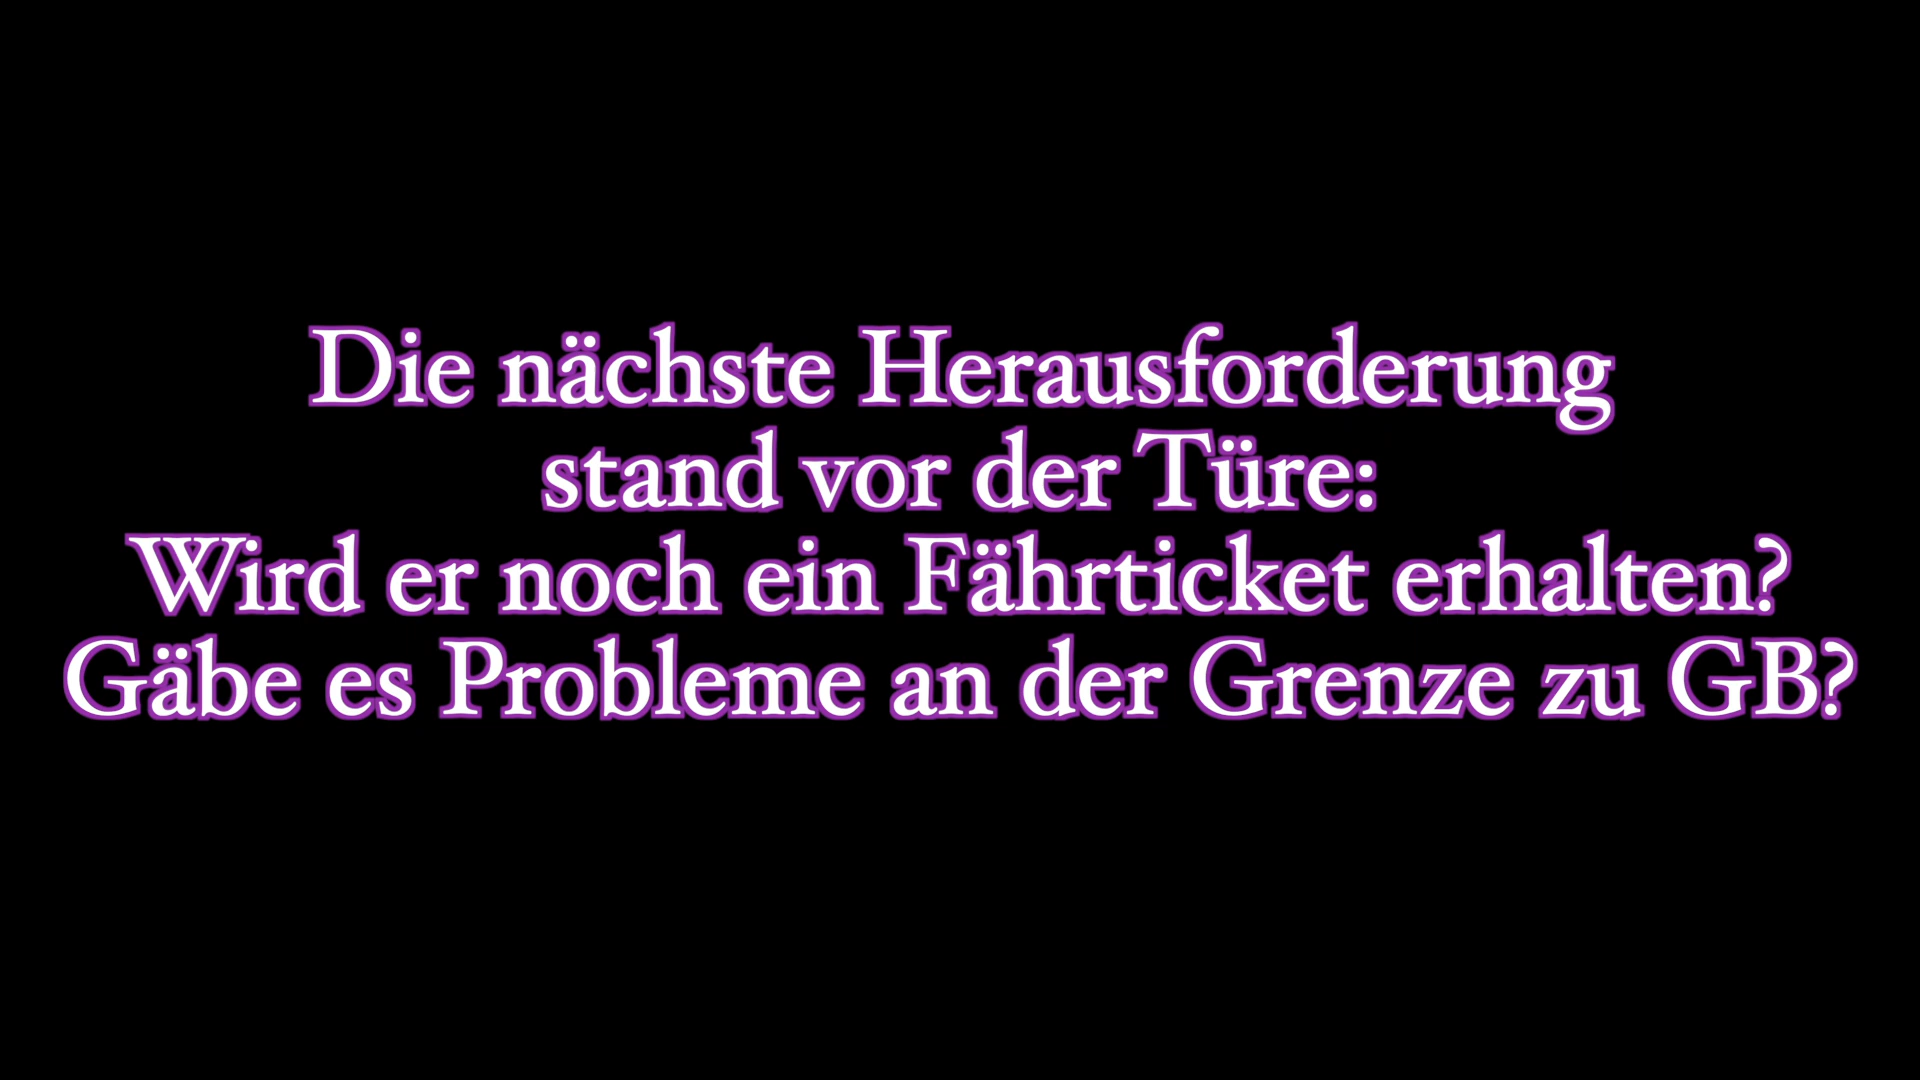 Die nächste Herausforderung
stand vor der Türe:
Wird er noch ein Fährticket erhalten?
Gäbe es Probleme an der Grenze zu GB?